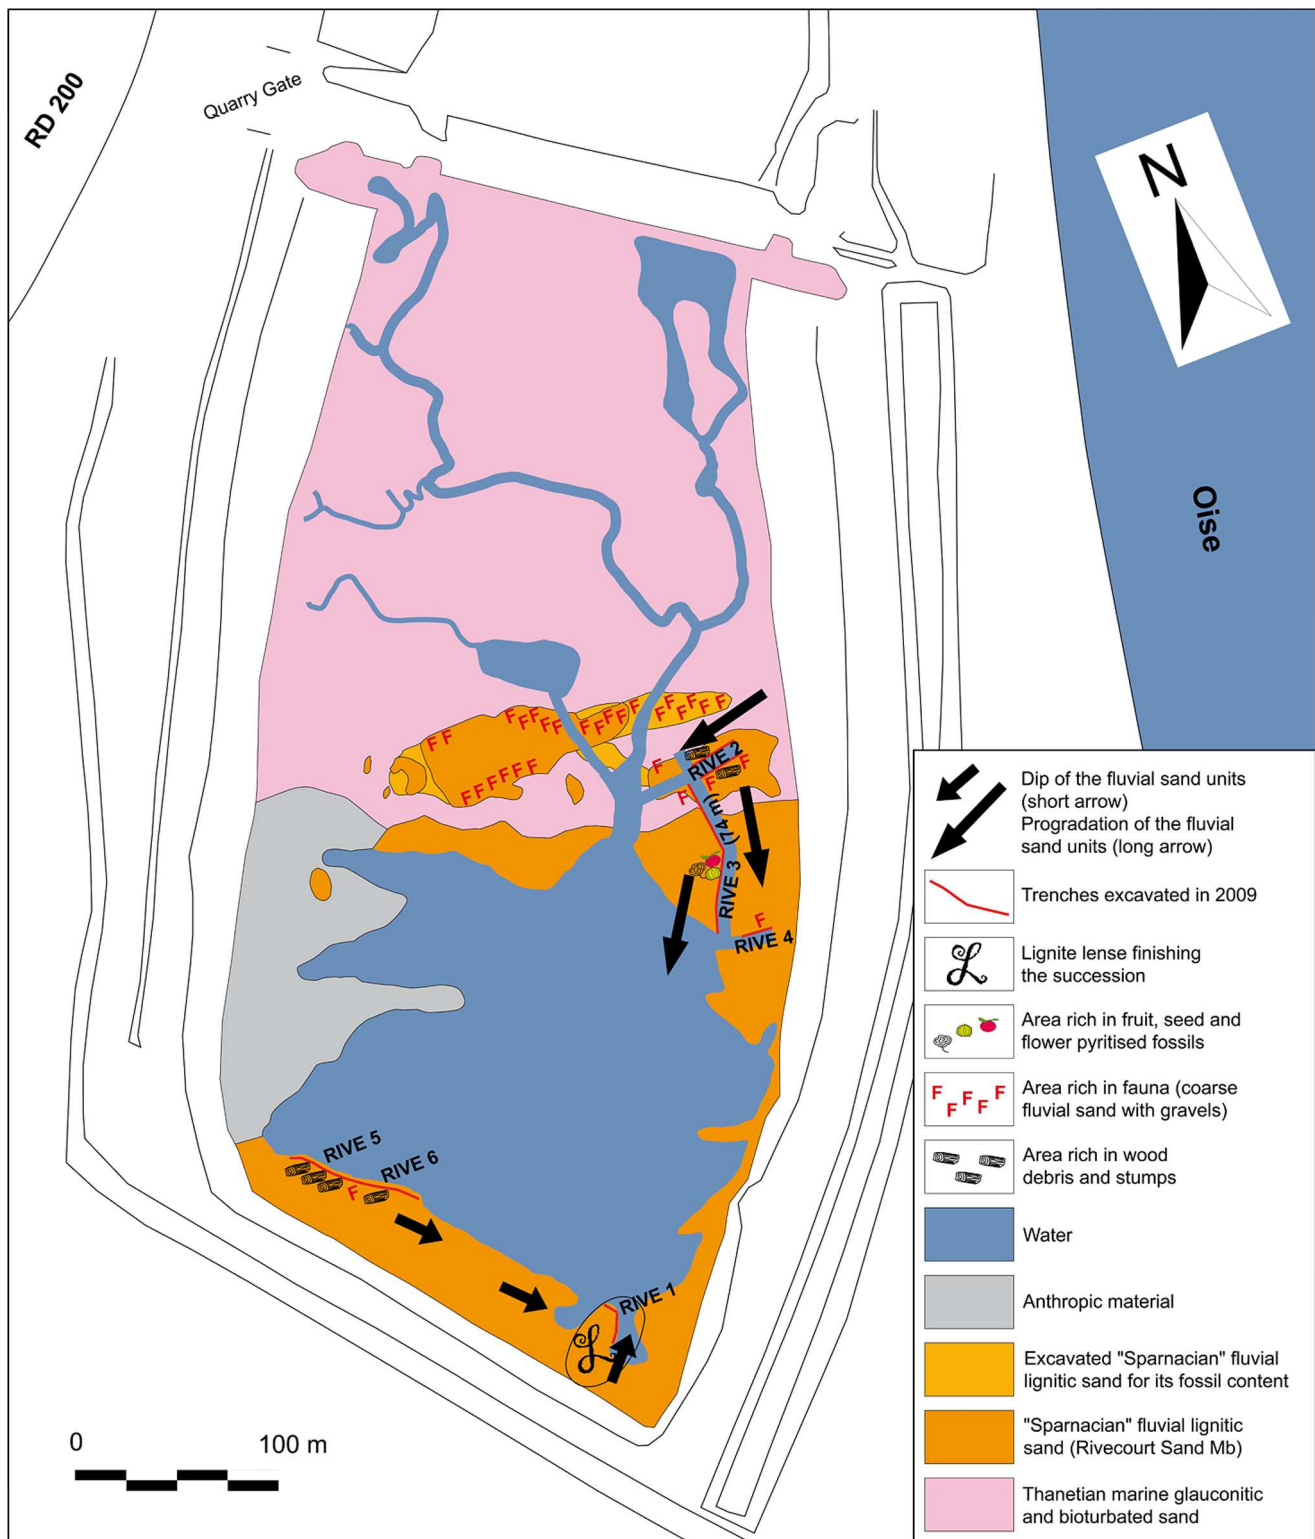 RD 200
Quarry Gate
N
Oise
F F F F F F F F F F F F F F F F F F
F F F F F F F F
F
F
F
F
RIVE 2
RIVE 3 (74 m)
F
RIVE 4
RIVE 5
RIVE 6
F
RIVE 1
L
0 100 m
Dip of the fluvial sand units
(short arrow)
Progradation of the fluvial
sand units (long arrow)
Trenches excavated in 2009
L
Lignite lense finishing
the succession
Area rich in fruit, seed and
flower pyritised fossils
F F F F F
Area rich in fauna (coarse
fluvial sand with gravels)
Area rich in wood
debris and stumps
Water
Anthropic material
Excavated "Sparnacian" fluvial
lignitic sand for its fossil content
"Sparnacian" fluvial lignitic
sand (Rivecourt Sand Mb)
Thanetian marine glauconitic
and bioturbated sand